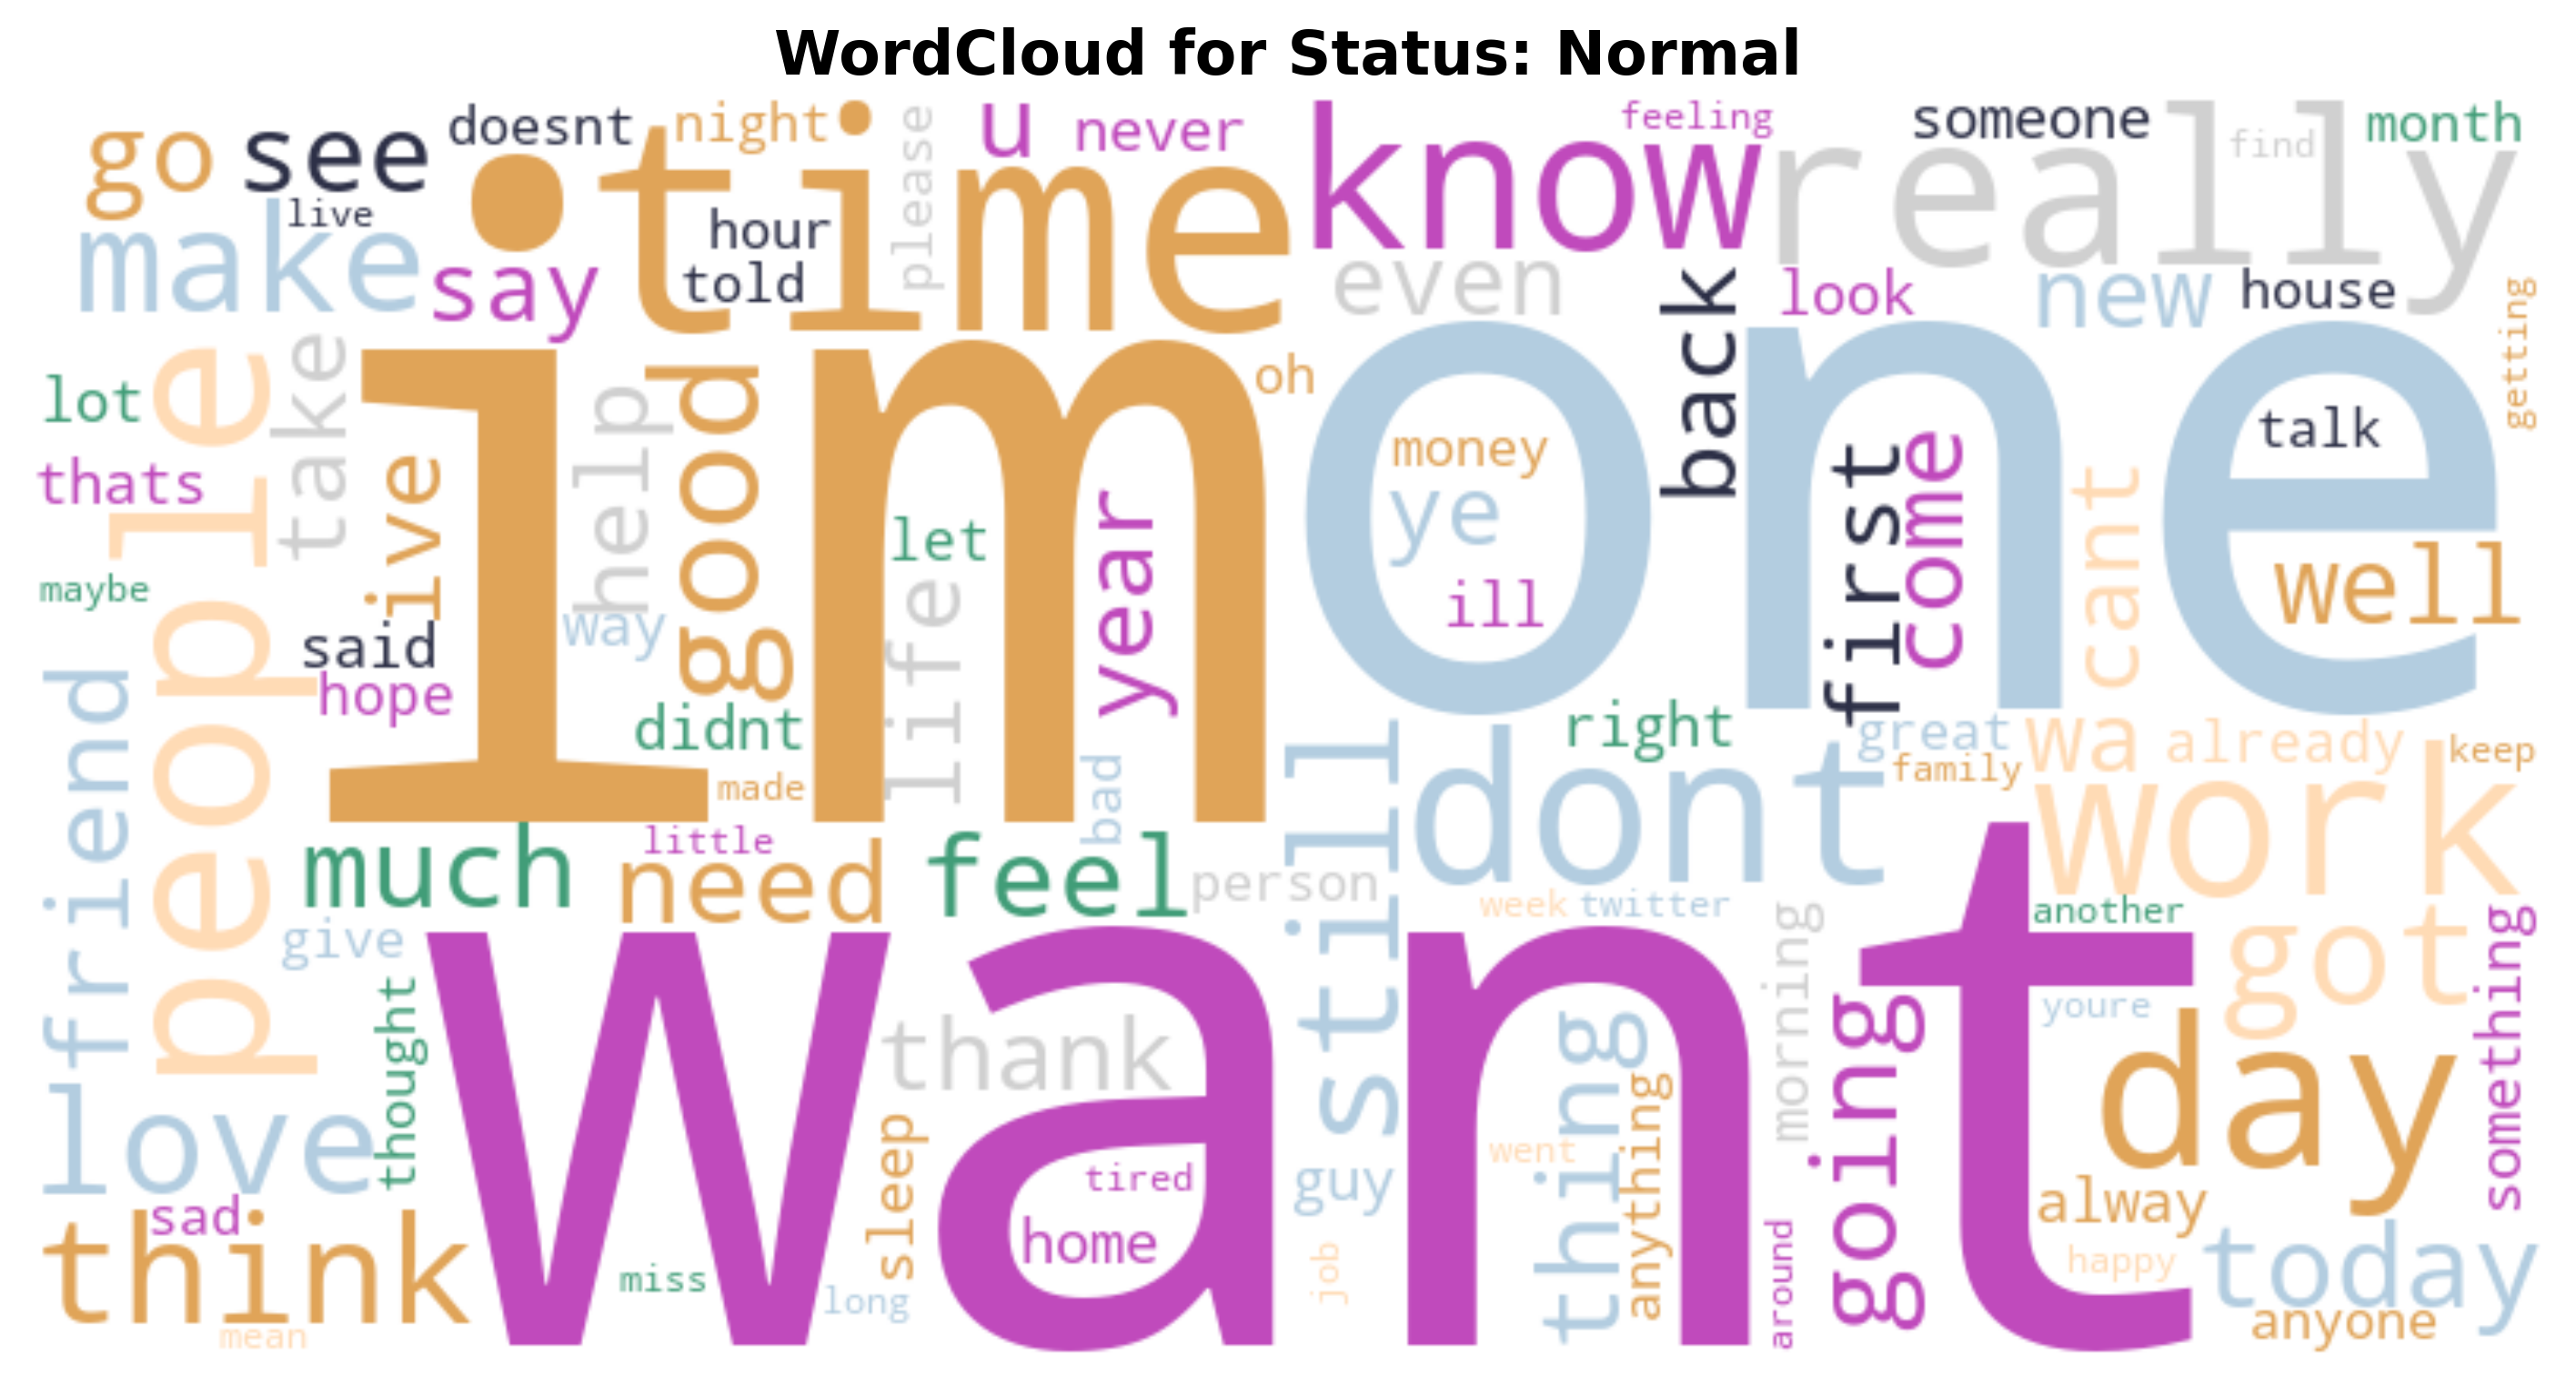 WordCloud for Status: Normal
go see doesnt night please u never know feeling someone really find month
make live say hour told time even back look new house getting
lot people take im good help oh one money talk
thats ive let year ye first come cant well
maybe said way life ill
friend hope didnt right great wa already keep
made bad still dont family work
much little need feel person
give week twitter another got something
thought want thank thing morning going youre day
love sleep tired went anything
sad home guy alway
think miss long job around happy today
mean anyone